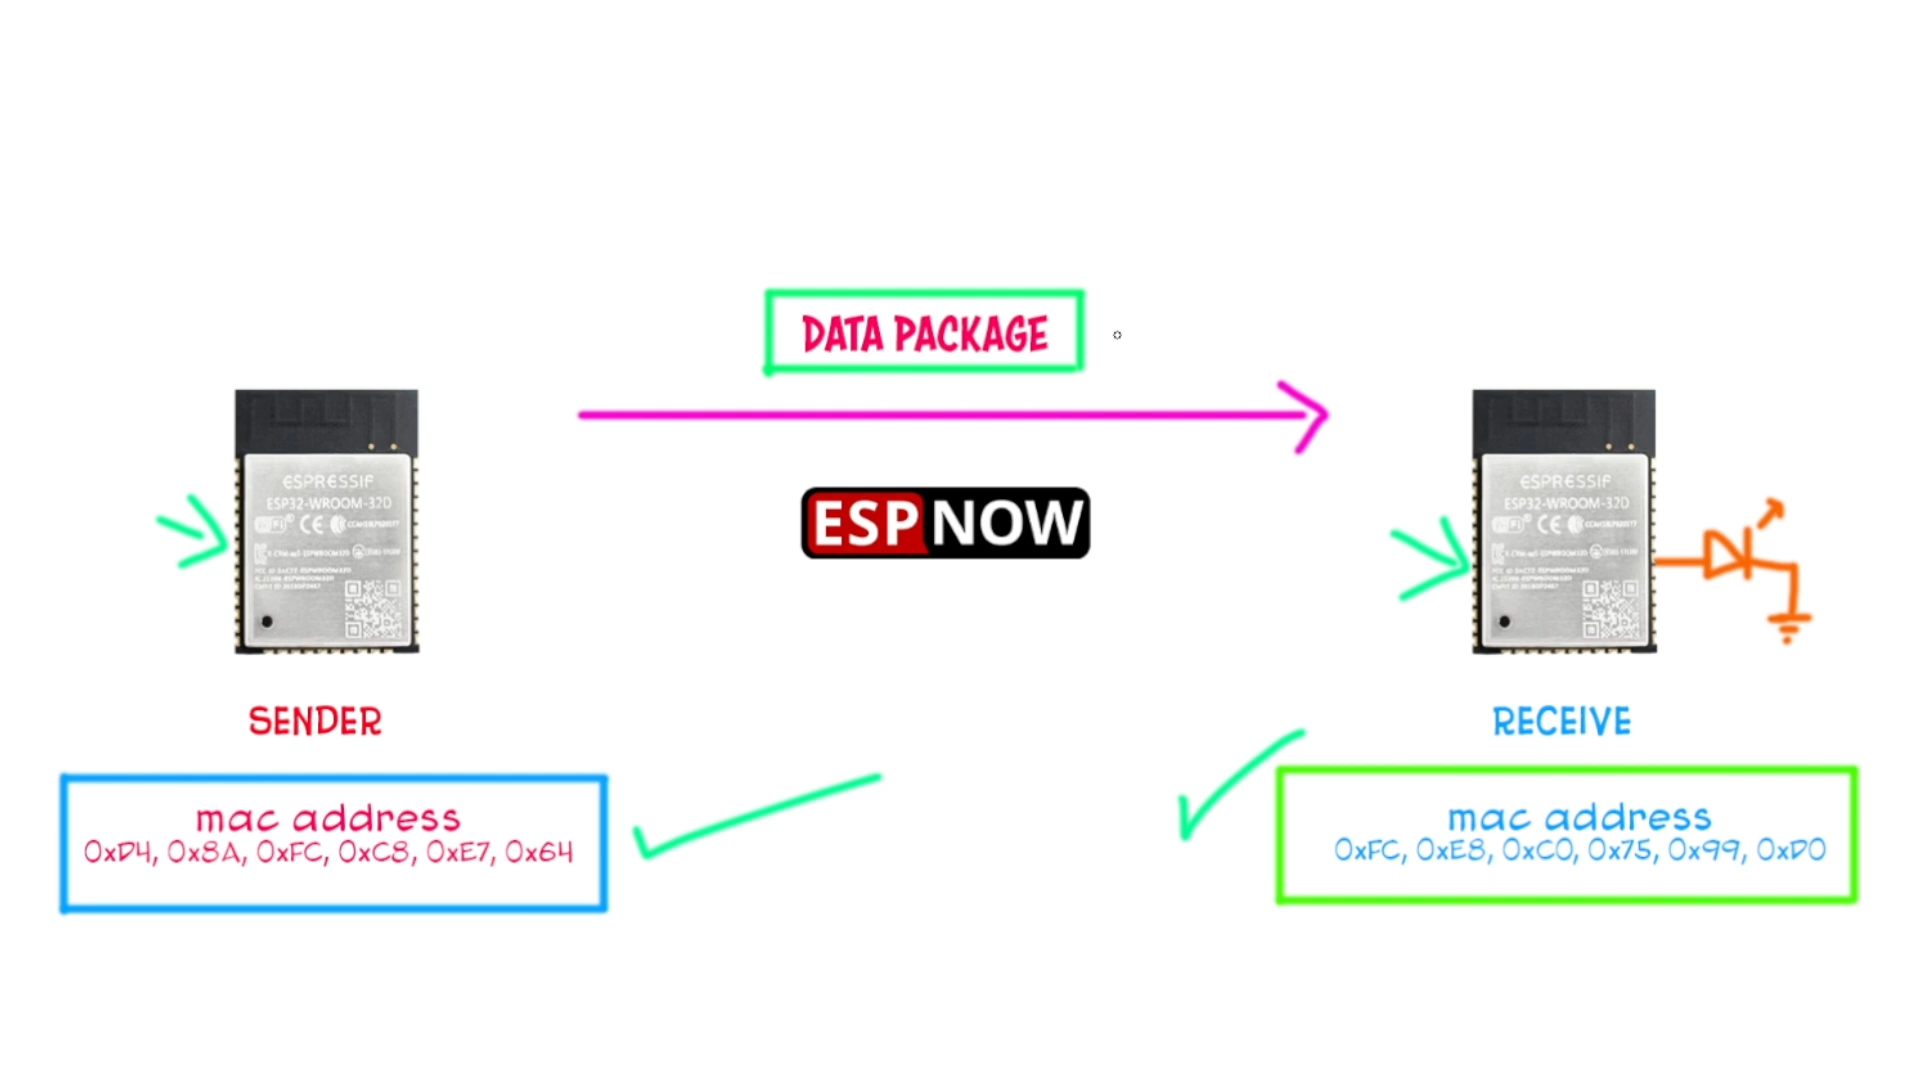 DATA PACKAGE
ESPRESSIF
ESP32-WROOM-32D
ESPRESSIF
ESP32-WROOM-32D
ESP NOW
SENDER
RECEIVE
mac address
0xD4, 0x8A, 0xFC, 0xC8, 0xE7, 0x64
mac address
0xFC, 0xE8, 0xC0, 0x75, 0x99, 0xD0